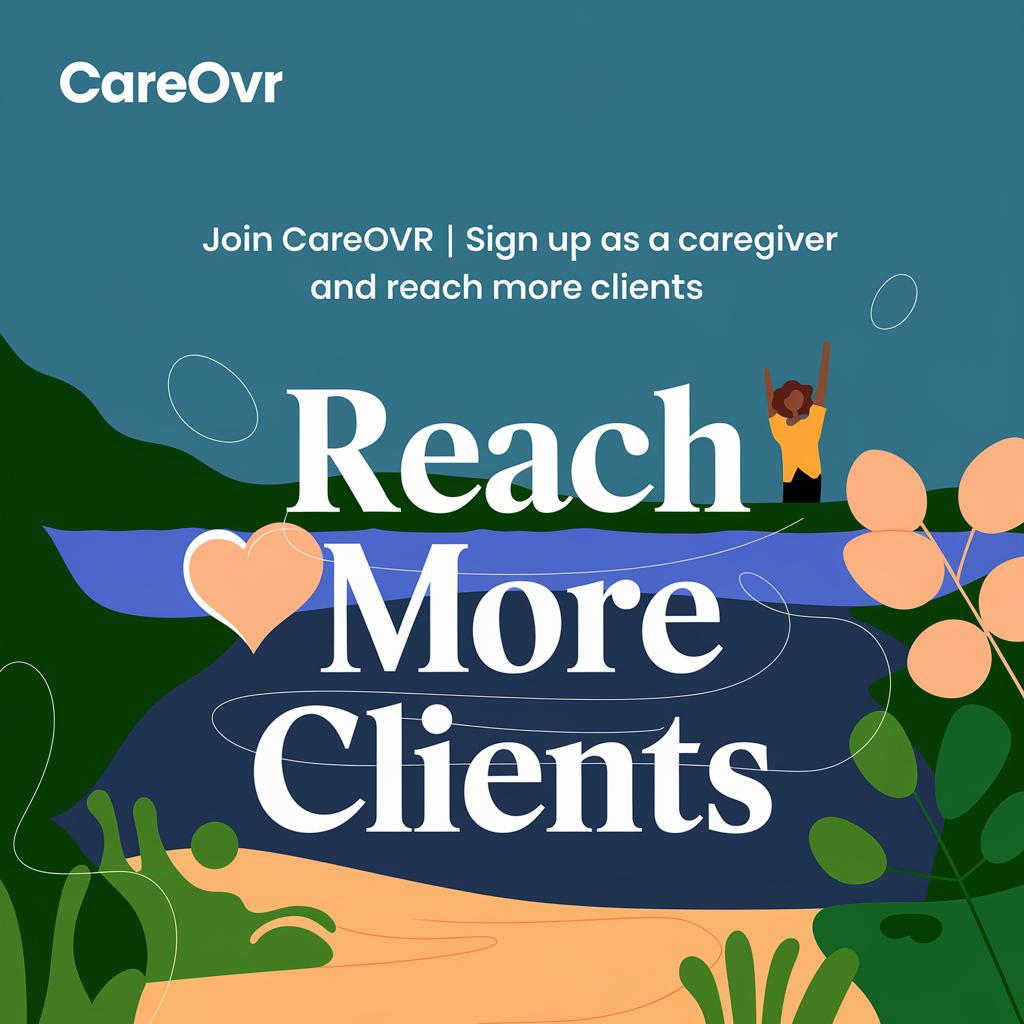 CareOvr
Join CareOVR | Sign up as a caregiver
and reach more clients
Reach
More
Clients